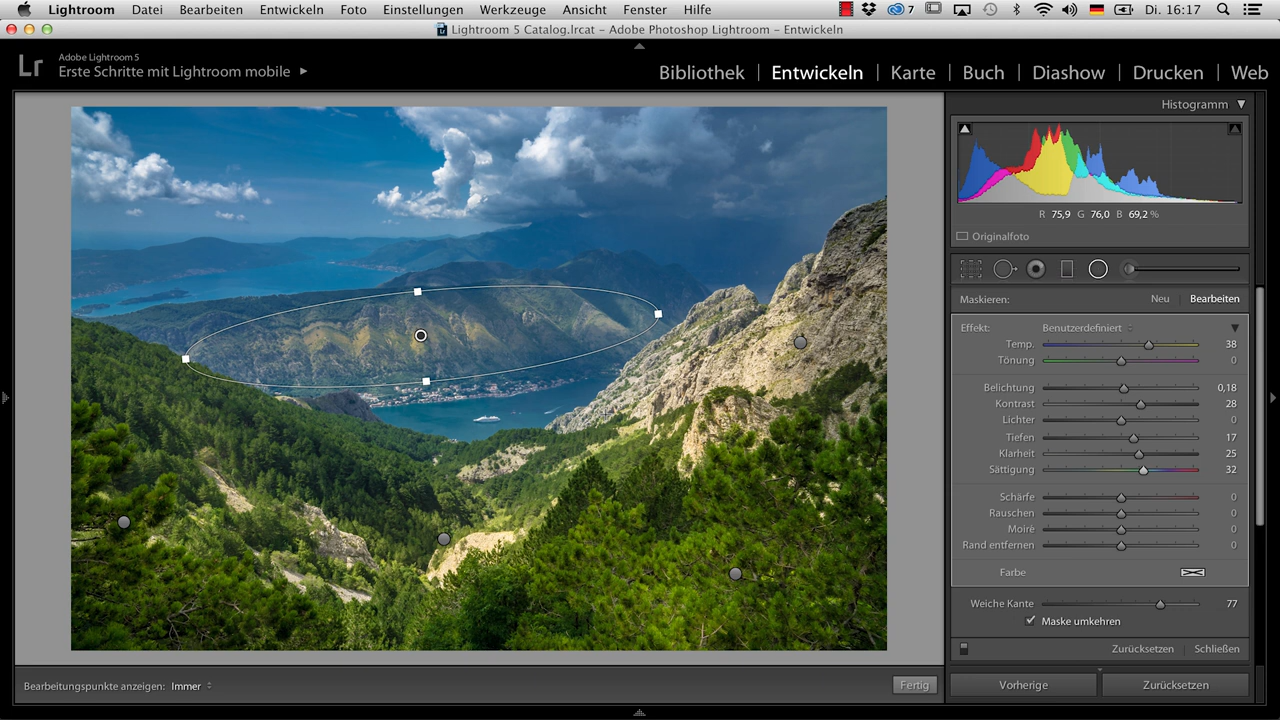 Lightroom Datei Bearbeiten Entwickeln Foto Einstellungen Werkzeuge Ansicht Fenster Hilfe 7 Di. 16:17
Lightroom 5 Catalog.lrcat – Adobe Photoshop Lightroom – Entwickeln
Lr
Adobe Lightroom 5
Erste Schritte mit Lightroom mobile
Bibliothek | Entwickeln | Karte | Buch | Diashow | Drucken | Web
Histogramm
R 75,9 G 76,0 B 69,2 %
Originalfoto
Maskieren: Neu Bearbeiten
Effekt: Benutzerdefiniert
Temp. 38
Tönung 0
Belichtung 0,18
Kontrast 28
Lichter 0
Tiefen 17
Klarheit 25
Sättigung 32
Schärfe 0
Rauschen 0
Moiré 0
Rand entfernen 0
Farbe
Weiche Kante 77
Maske umkehren
Zurücksetzen Schließen
Bearbeitungspunkte anzeigen: Immer
Fertig
Vorherige Zurücksetzen